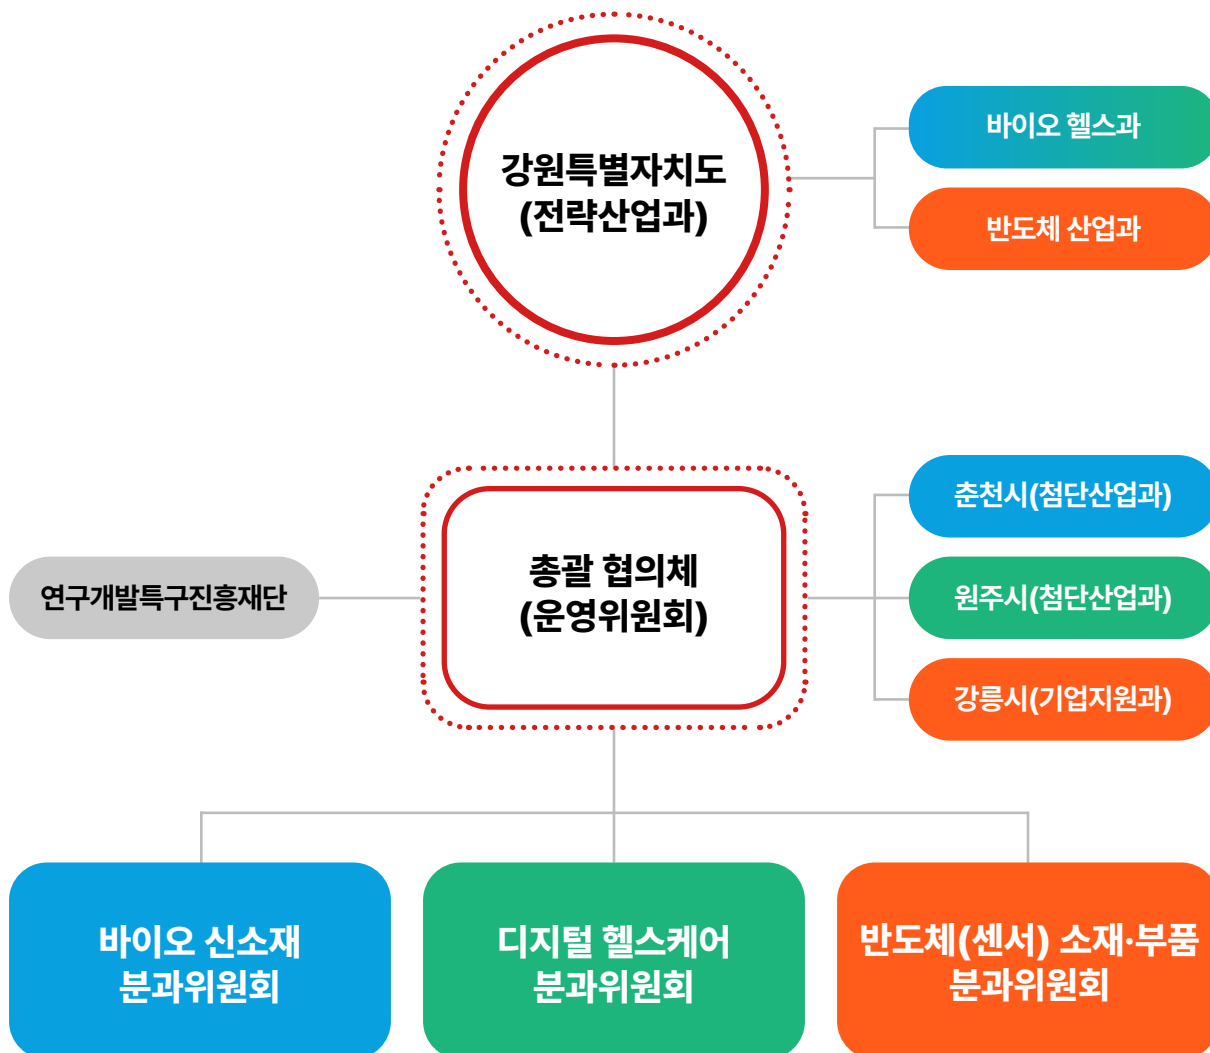 강원특별자치도
(전략산업과)
바이오 헬스과
반도체 산업과
총괄 협의체
(운영위원회)
연구개발특구진흥재단
춘천시(첨단산업과)
원주시(첨단산업과)
강릉시(기업지원과)
바이오 신소재
분과위원회
디지털 헬스케어
분과위원회
반도체(센서) 소재·부품
분과위원회